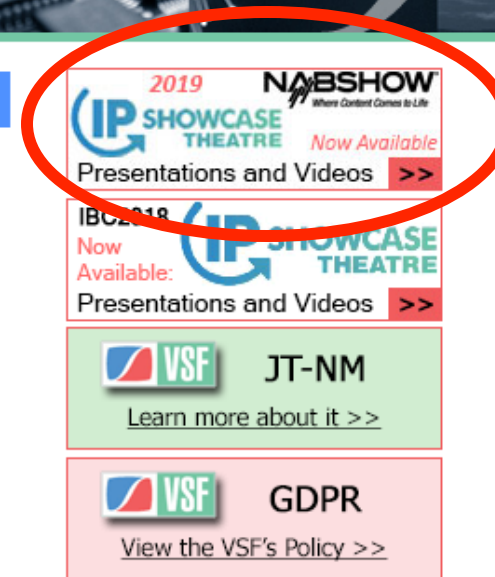 2019 NABSHOW
Where Content Comes to Life
IP SHOWCASE
THEATRE Now Available
Presentations and Videos >>
IBC2018
Now IP SHOWCASE
Available: THEATRE
Presentations and Videos >>
VSF JT-NM
Learn more about it >>
VSF GDPR
View the VSF's Policy >>